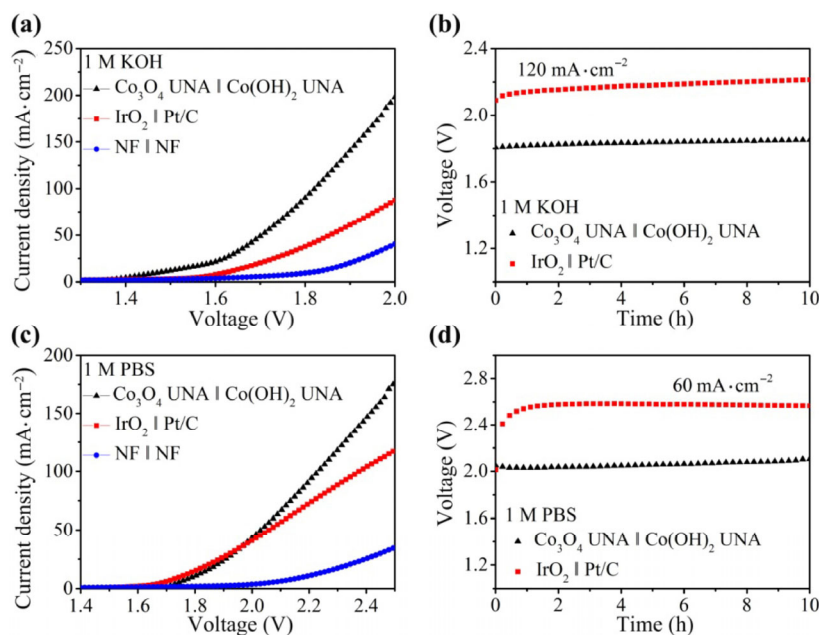 (a)
1 M KOH
Co₃O₄ UNA ‖ Co(OH)₂ UNA
IrO₂ ‖ Pt/C
NF ‖ NF
250
200
150
100
50
0
1.4
1.6
1.8
2.0
Current density (mA·cm⁻²)
Voltage (V)
(b)
120 mA·cm⁻²
1 M KOH
Co₃O₄ UNA ‖ Co(OH)₂ UNA
IrO₂ ‖ Pt/C
2.4
2.2
1.8
1.2
0
2
4
6
8
10
Voltage (V)
Time (h)
(c)
1 M PBS
Co₃O₄ UNA ‖ Co(OH)₂ UNA
IrO₂ ‖ Pt/C
NF ‖ NF
200
150
100
50
0
1.4
1.6
1.8
2.0
2.2
2.4
Current density (mA·cm⁻²)
Voltage (V)
(d)
60 mA·cm⁻²
1 M PBS
Co₃O₄ UNA ‖ Co(OH)₂ UNA
IrO₂ ‖ Pt/C
3.0
2.6
2.0
1.2
0
2
4
6
8
10
Voltage (V)
Time (h)